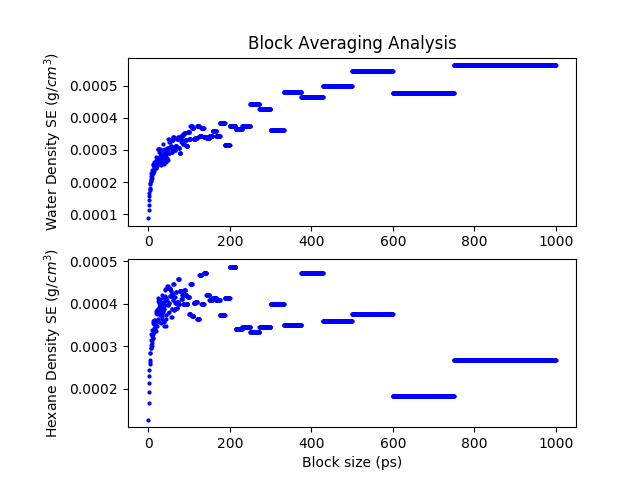 Block Averaging Analysis
Water Density SE (g/cm³)
0.0005
0.0004
0.0003
0.0002
0.0001
0 200 400 600 800 1000
Hexane Density SE (g/cm³)
0.0005
0.0004
0.0003
0.0002
0 200 400 600 800 1000
Block size (ps)